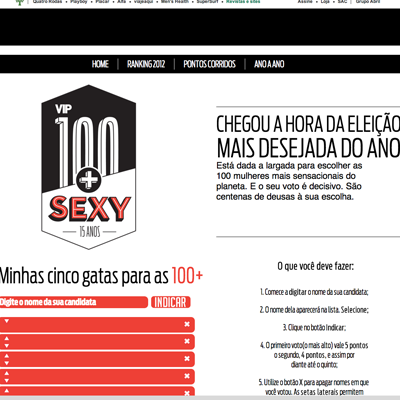 Quatro Rodas • Playboy • Placar • Alfa • viajeaqui • Men's Health • SuperSurf • Revistas e sites
Assine • Loja • SAC | Grupo Abril
HOME | RANKING 2012 | PONTOS CORRIDOS | ANO A ANO
VIP
100
+
SEXY
15 ANOS
CHEGOU A HORA DA ELEIÇÃO
MAIS DESEJADA DO ANO
Está dada a largada para escolher as
100 mulheres mais sensacionais do
planeta. E o seu voto é decisivo. São
centenas de deusas à sua escolha.
Minhas cinco gatas para as 100+
Digite o nome da sua candidata
INDICAR
O que você deve fazer:
1. Comece a digitar o nome da sua candidata;
2. O nome dela aparecerá na lista. Selecione;
3. Clique no botão Indicar;
4. O primeiro voto(o mais alto) vale 5 pontos
o segundo, 4 pontos, e assim por
diante até o quinto;
5. Utilize o botão X para apagar nomes em que
você votou. As setas laterais permitem